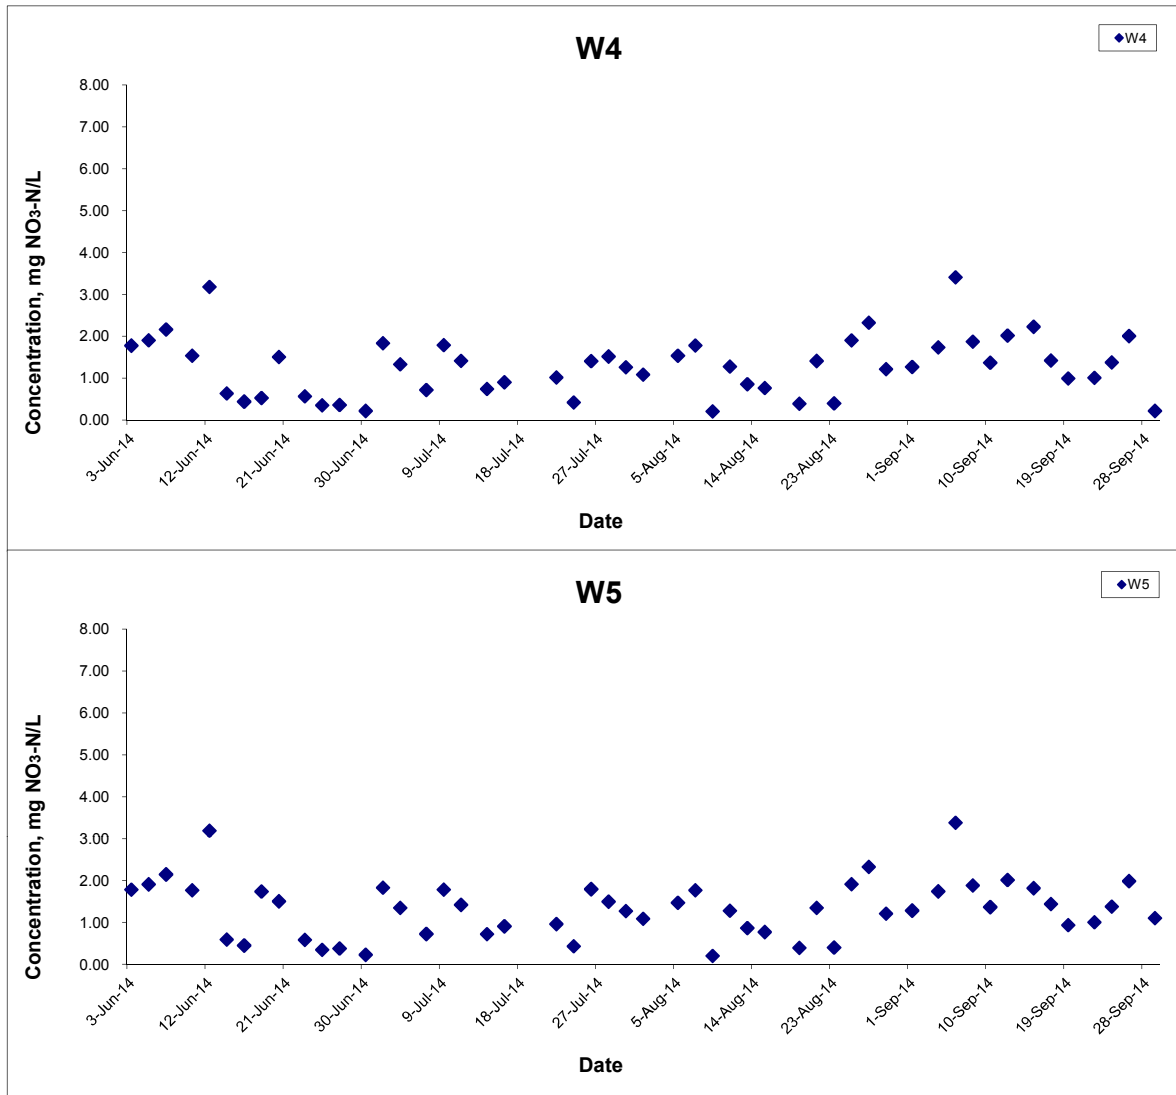 W4
W4
8.00
7.00
6.00
5.00
4.00
3.00
2.00
1.00
0.00
Concentration, mg NO3-N/L
3-Jun-14 12-Jun-14 21-Jun-14 30-Jun-14 9-Jul-14 18-Jul-14 27-Jul-14 5-Aug-14 14-Aug-14 23-Aug-14 1-Sep-14 10-Sep-14 19-Sep-14 28-Sep-14
Date
W5
W5
8.00
7.00
6.00
5.00
4.00
3.00
2.00
1.00
0.00
Concentration, mg NO3-N/L
3-Jun-14 12-Jun-14 21-Jun-14 30-Jun-14 9-Jul-14 18-Jul-14 27-Jul-14 5-Aug-14 14-Aug-14 23-Aug-14 1-Sep-14 10-Sep-14 19-Sep-14 28-Sep-14
Date